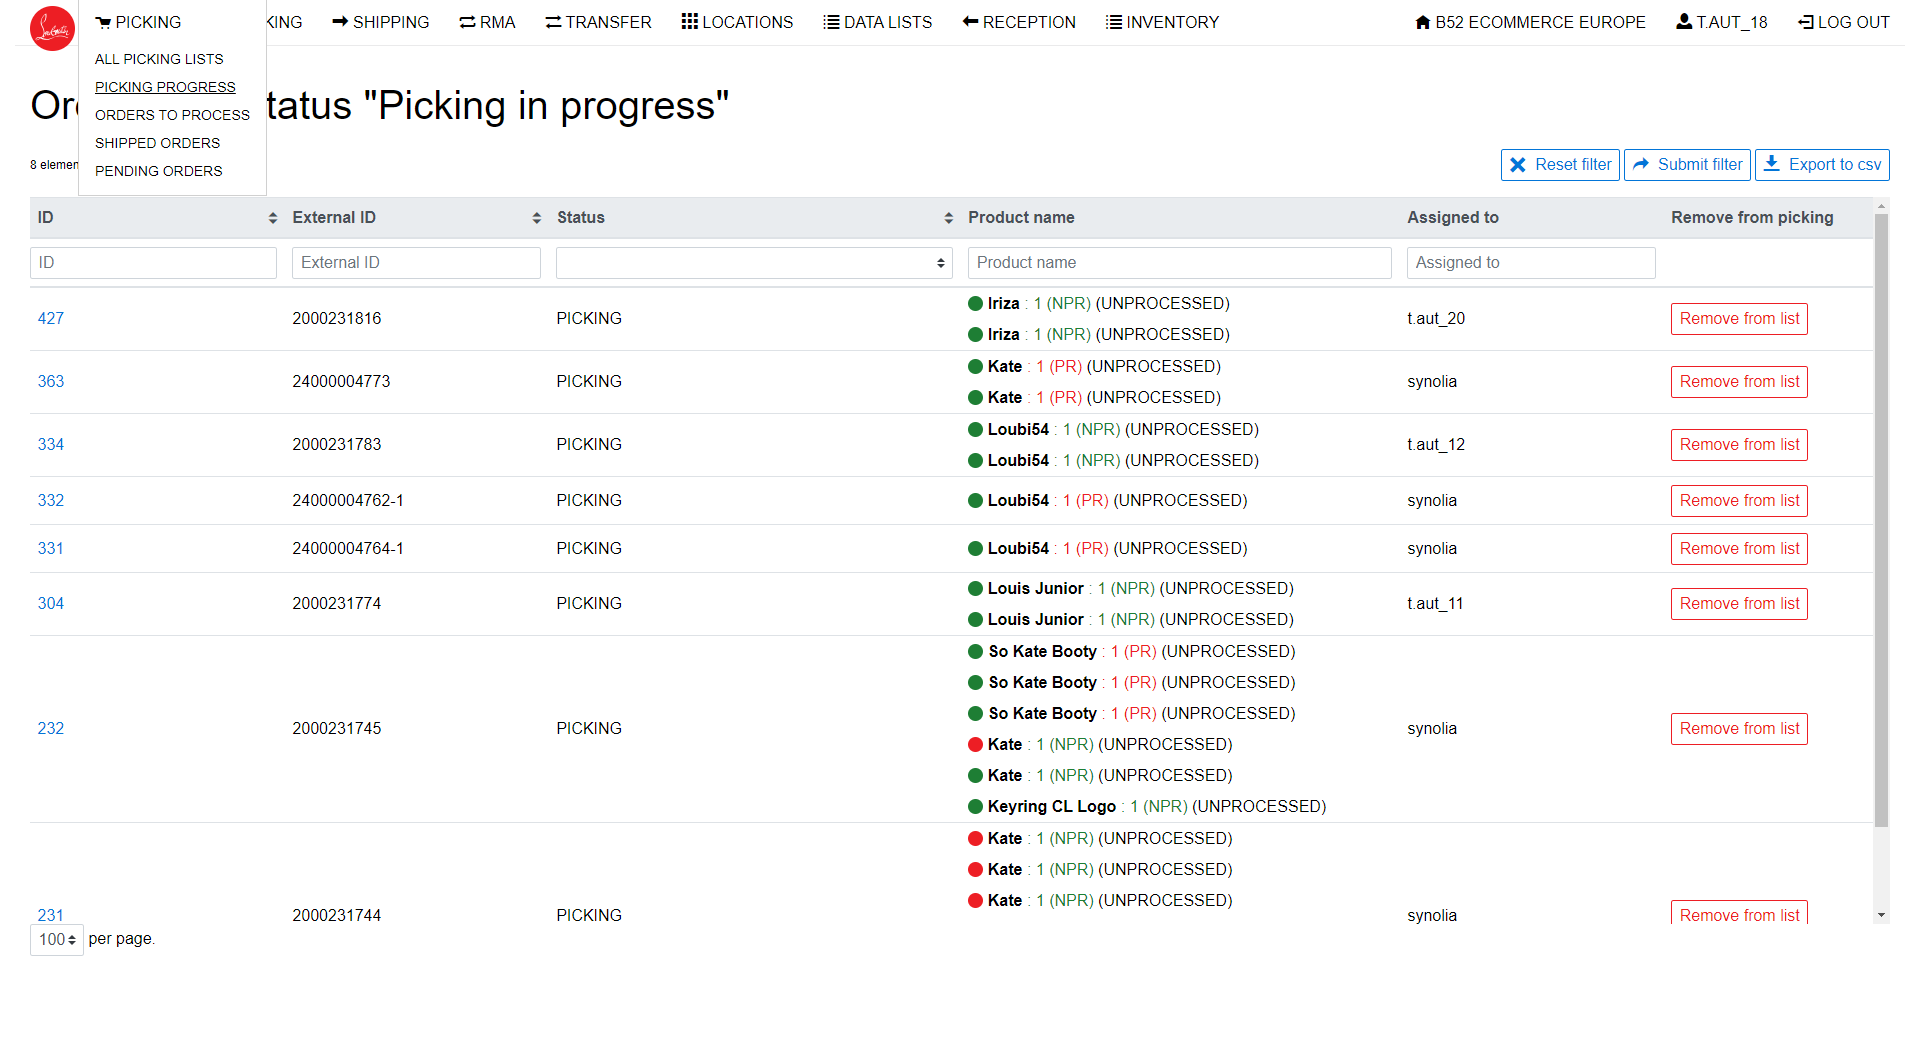 PICKING
KING
SHIPPING
RMA
TRANSFER
LOCATIONS
DATA LISTS
RECEPTION
INVENTORY
B52 ECOMMERCE EUROPE
T.AUT_18
LOG OUT
ALL PICKING LISTS
PICKING PROGRESS
ORDERS TO PROCESS
SHIPPED ORDERS
PENDING ORDERS
Or tatus "Picking in progress"
8 elemen
Reset filter
Submit filter
Export to csv
ID External ID Status Product name Assigned to Remove from picking
ID External ID Product name Assigned to
427 2000231816 PICKING t.aut_20 Remove from list
Iriza : 1 (NPR) (UNPROCESSED)
Iriza : 1 (NPR) (UNPROCESSED)
363 24000004773 PICKING synolia Remove from list
Kate : 1 (PR) (UNPROCESSED)
Kate : 1 (PR) (UNPROCESSED)
334 2000231783 PICKING t.aut_12 Remove from list
Loubi54 : 1 (NPR) (UNPROCESSED)
Loubi54 : 1 (NPR) (UNPROCESSED)
332 24000004762-1 PICKING Loubi54 : 1 (PR) (UNPROCESSED) synolia Remove from list
331 24000004764-1 PICKING Loubi54 : 1 (PR) (UNPROCESSED) synolia Remove from list
304 2000231774 PICKING t.aut_11 Remove from list
Louis Junior : 1 (NPR) (UNPROCESSED)
Louis Junior : 1 (NPR) (UNPROCESSED)
232 2000231745 PICKING synolia Remove from list
So Kate Booty : 1 (PR) (UNPROCESSED)
So Kate Booty : 1 (PR) (UNPROCESSED)
So Kate Booty : 1 (PR) (UNPROCESSED)
Kate : 1 (NPR) (UNPROCESSED)
Kate : 1 (NPR) (UNPROCESSED)
Keyring CL Logo : 1 (NPR) (UNPROCESSED)
231 2000231744 PICKING synolia Remove from list
Kate : 1 (NPR) (UNPROCESSED)
Kate : 1 (NPR) (UNPROCESSED)
Kate : 1 (NPR) (UNPROCESSED)
100 per page.